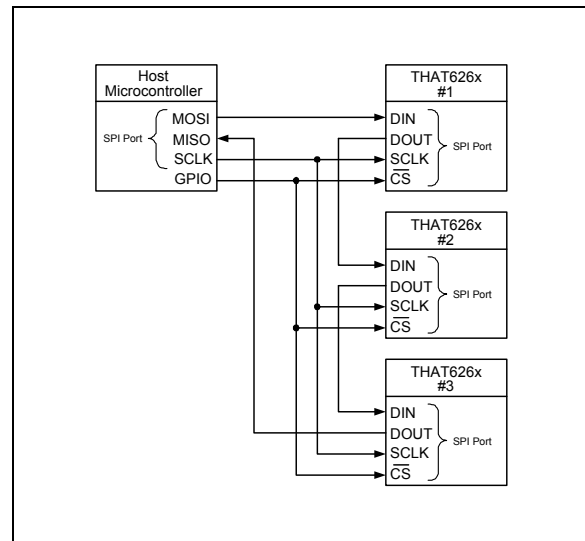 Host
Microcontroller
SPI Port
MOSI
MISO
SCLK
GPIO
THAT626x
#1
DIN
DOUT
SCLK
CS
SPI Port
THAT626x
#2
DIN
DOUT
SCLK
CS
SPI Port
THAT626x
#3
DIN
DOUT
SCLK
CS
SPI Port